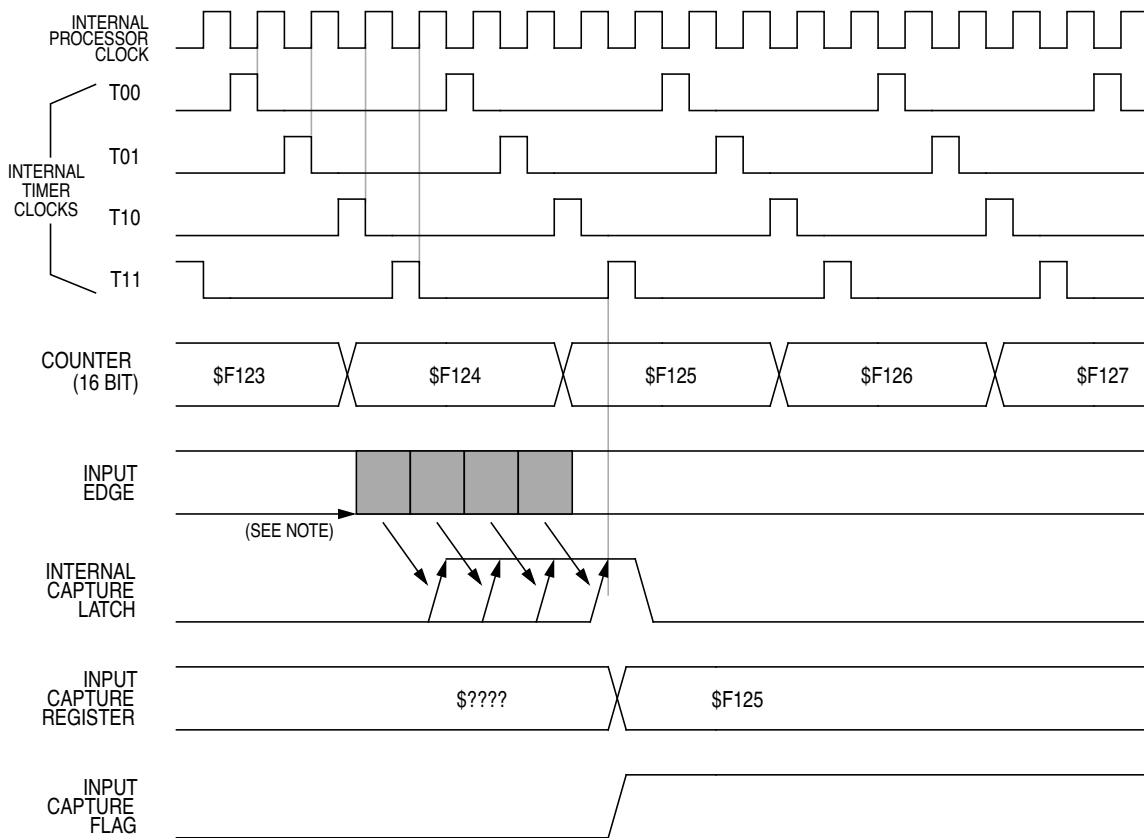 INTERNAL
PROCESSOR
CLOCK
T00
T01
INTERNAL
TIMER
CLOCKS
T10
T11
COUNTER
(16 BIT)
$F123
$F124
$F125
$F126
$F127
INPUT
EDGE
(SEE NOTE)
INTERNAL
CAPTURE
LATCH
INPUT
CAPTURE
REGISTER
$????
$F125
INPUT
CAPTURE
FLAG